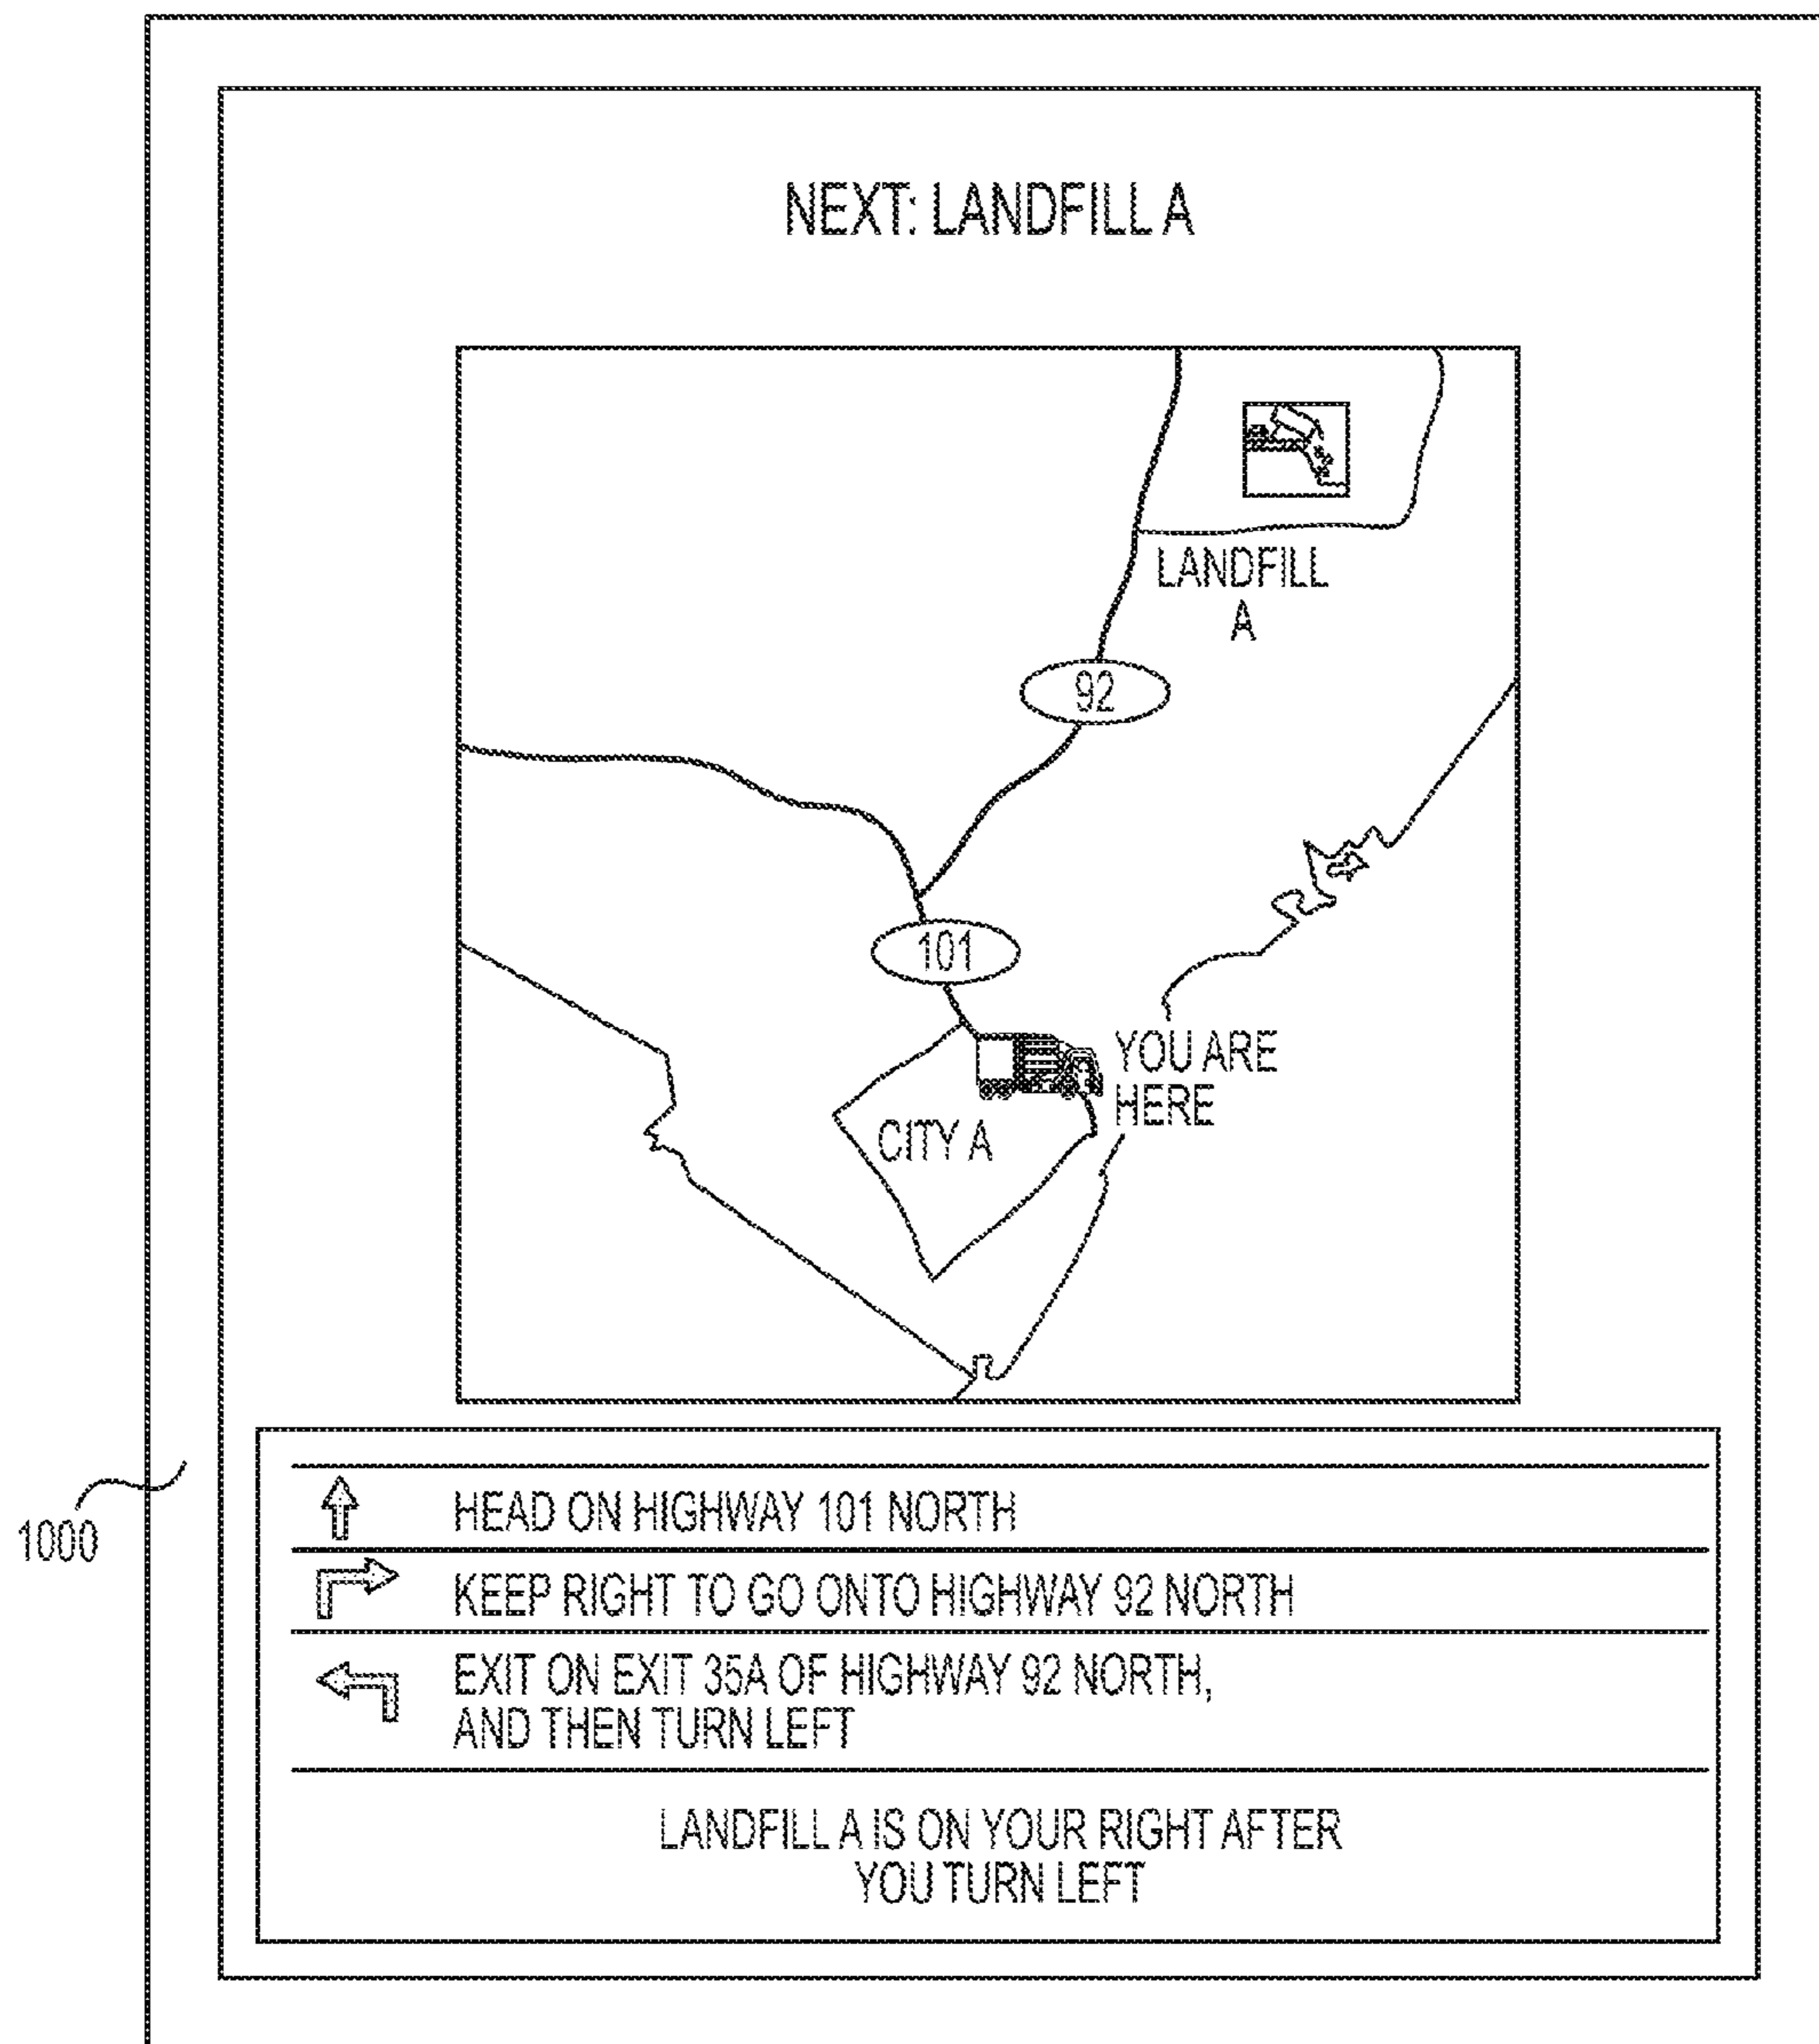 NEXT: LANDFILL A
LANDFILL
A
92
101
YOU ARE
HERE
CITY A
1000
HEAD ON HIGHWAY 101 NORTH
KEEP RIGHT TO GO ONTO HIGHWAY 92 NORTH
EXIT ON EXIT 35A OF HIGHWAY 92 NORTH,
AND THEN TURN LEFT
LANDFILL A IS ON YOUR RIGHT AFTER
YOU TURN LEFT